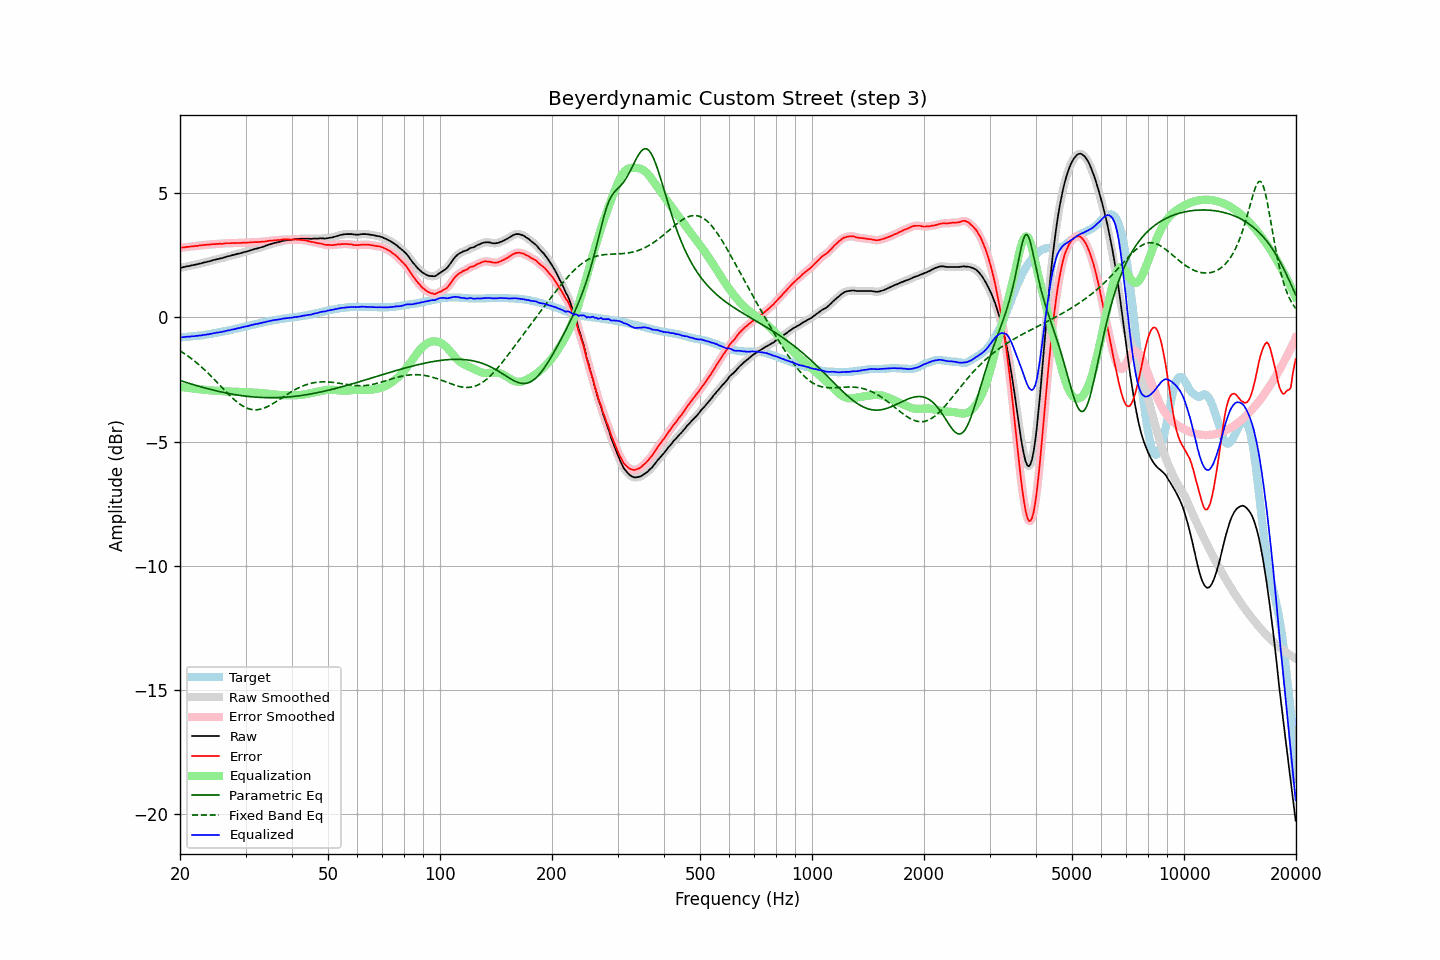 Beyerdynamic Custom Street (step 3)
Amplitude (dBr)
5
0
−5
−10
−15
−20
Target
Raw Smoothed
Error Smoothed
Raw
Error
Equalization
Parametric Eq
Fixed Band Eq
Equalized
20 50 100 200 500 1000 2000 5000 10000 20000
Frequency (Hz)